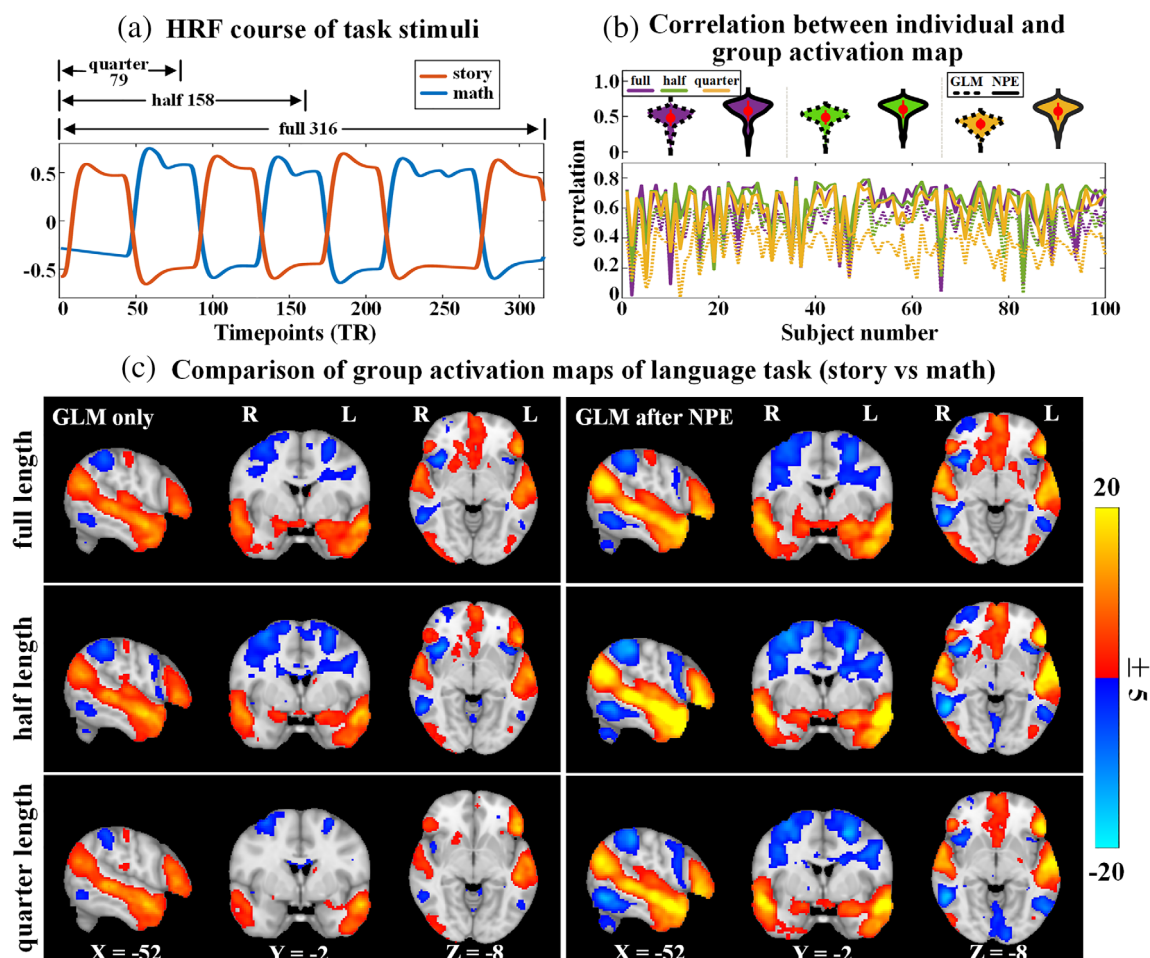 (a) HRF course of task stimuli
quarter
79
half 158
full 316
story
math
0.5
0
-0.5
0 50 100 150 200 250 300
Timepoints (TR)
(b) Correlation between individual and
group activation map
full half quarter
GLM NPE
1.0
0.5
0
correlation
0.8
0.6
0.4
0.2
0 20 40 60 80 100
Subject number
(c) Comparison of group activation maps of language task (story vs math)
GLM only R L R L
GLM after NPE R L R L
full length
half length
quarter length
X = -52 Y = -2 Z = -8
X = -52 Y = -2 Z = -8
20
± 5
-20